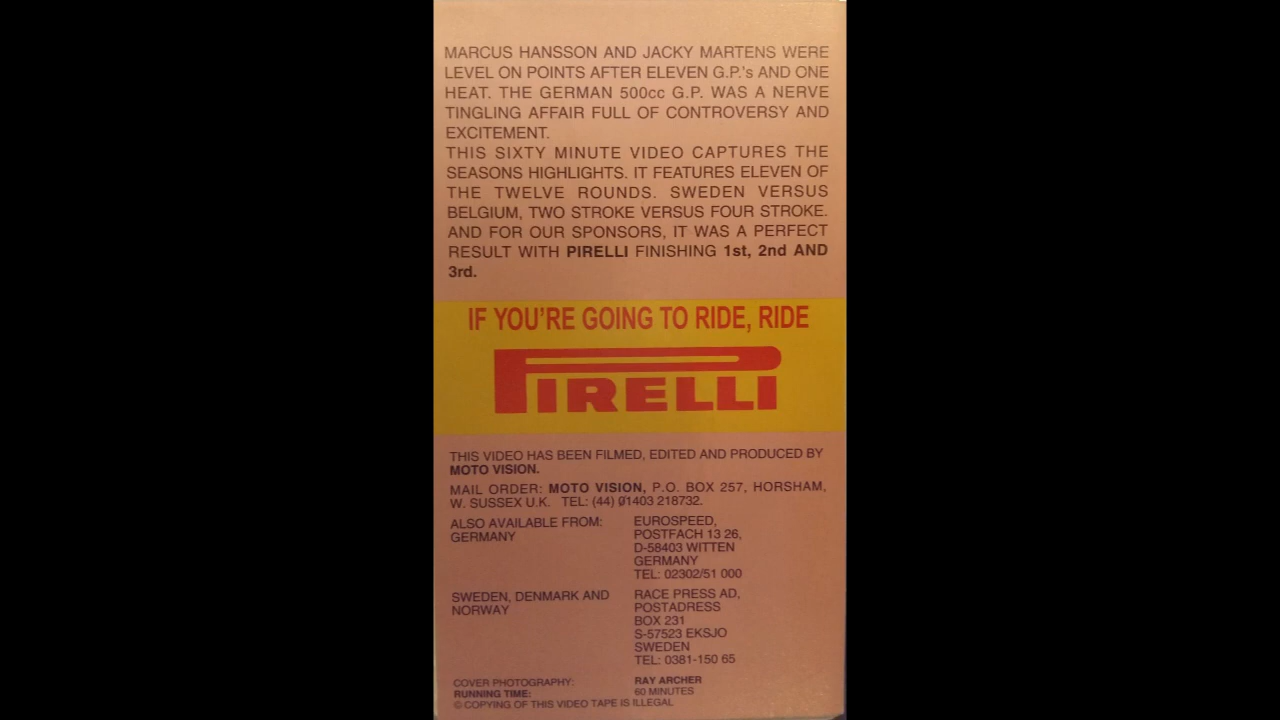 MARCUS HANSSON AND JACKY MARTENS WERE
LEVEL ON POINTS AFTER ELEVEN G.P.'s AND ONE
HEAT. THE GERMAN 500cc G.P. WAS A NERVE
TINGLING AFFAIR FULL OF CONTROVERSY AND
EXCITEMENT.
THIS SIXTY MINUTE VIDEO CAPTURES THE
SEASONS HIGHLIGHTS. IT FEATURES ELEVEN OF
THE TWELVE ROUNDS. SWEDEN VERSUS
BELGIUM, TWO STROKE VERSUS FOUR STROKE.
AND FOR OUR SPONSORS, IT WAS A PERFECT
RESULT WITH PIRELLI FINISHING 1st, 2nd AND
3rd.
IF YOU'RE GOING TO RIDE, RIDE
PIRELLI
THIS VIDEO HAS BEEN FILMED, EDITED AND PRODUCED BY
MOTO VISION.
MAIL ORDER: MOTO VISION, P.O. BOX 257, HORSHAM,
W. SUSSEX U.K. TEL: (44) 01403 218732.
ALSO AVAILABLE FROM:
GERMANY
EUROSPEED,
POSTFACH 13 26,
D-58403 WITTEN
GERMANY
TEL: 02302/51 000
SWEDEN, DENMARK AND
NORWAY
RACE PRESS AD,
POSTADRESS
BOX 231
S-57523 EKSJO
SWEDEN
TEL: 0381-150 65
COVER PHOTOGRAPHY: RAY ARCHER
RUNNING TIME: 60 MINUTES
© COPYING OF THIS VIDEO TAPE IS ILLEGAL